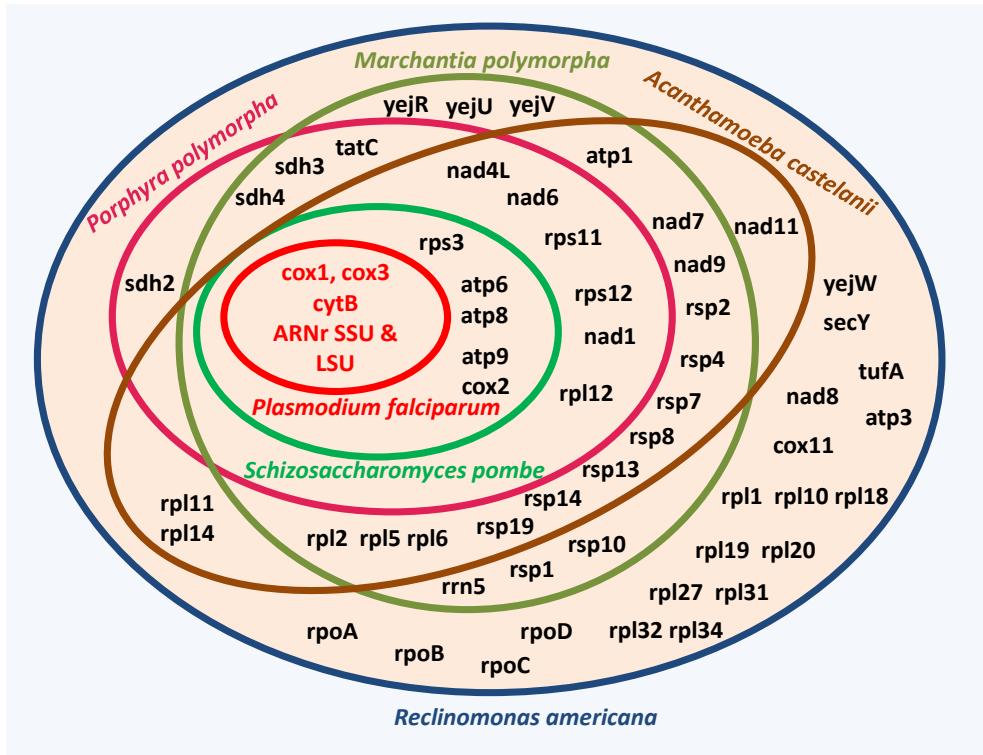 Marchantia polymorpha
Acanthamoeba castelanii
Porphyra polymorpha
yejR yejU yejV
tatC
sdh3
sdh4
nad4L
atp1
nad6
sdh2
rps3
rps11
nad7
nad11
cox1, cox3
cytB
ARNr SSU &
LSU
atp6
atp8
atp9
cox2
rps12
nad1
rpl12
nad9
rsp2
rsp4
rsp7
rsp8
rsp13
rsp14
rsp19
rsp10
rsp1
yejW
secY
tufA
nad8
atp3
cox11
Plasmodium falciparum
Schizosaccharomyces pombe
rpl11
rpl14
rpl2 rpl5 rpl6
rrn5
rpl1 rpl10 rpl18
rpl19 rpl20
rpl27 rpl31
rpl32 rpl34
rpoA
rpoB
rpoC
rpoD
Reclinomonas americana